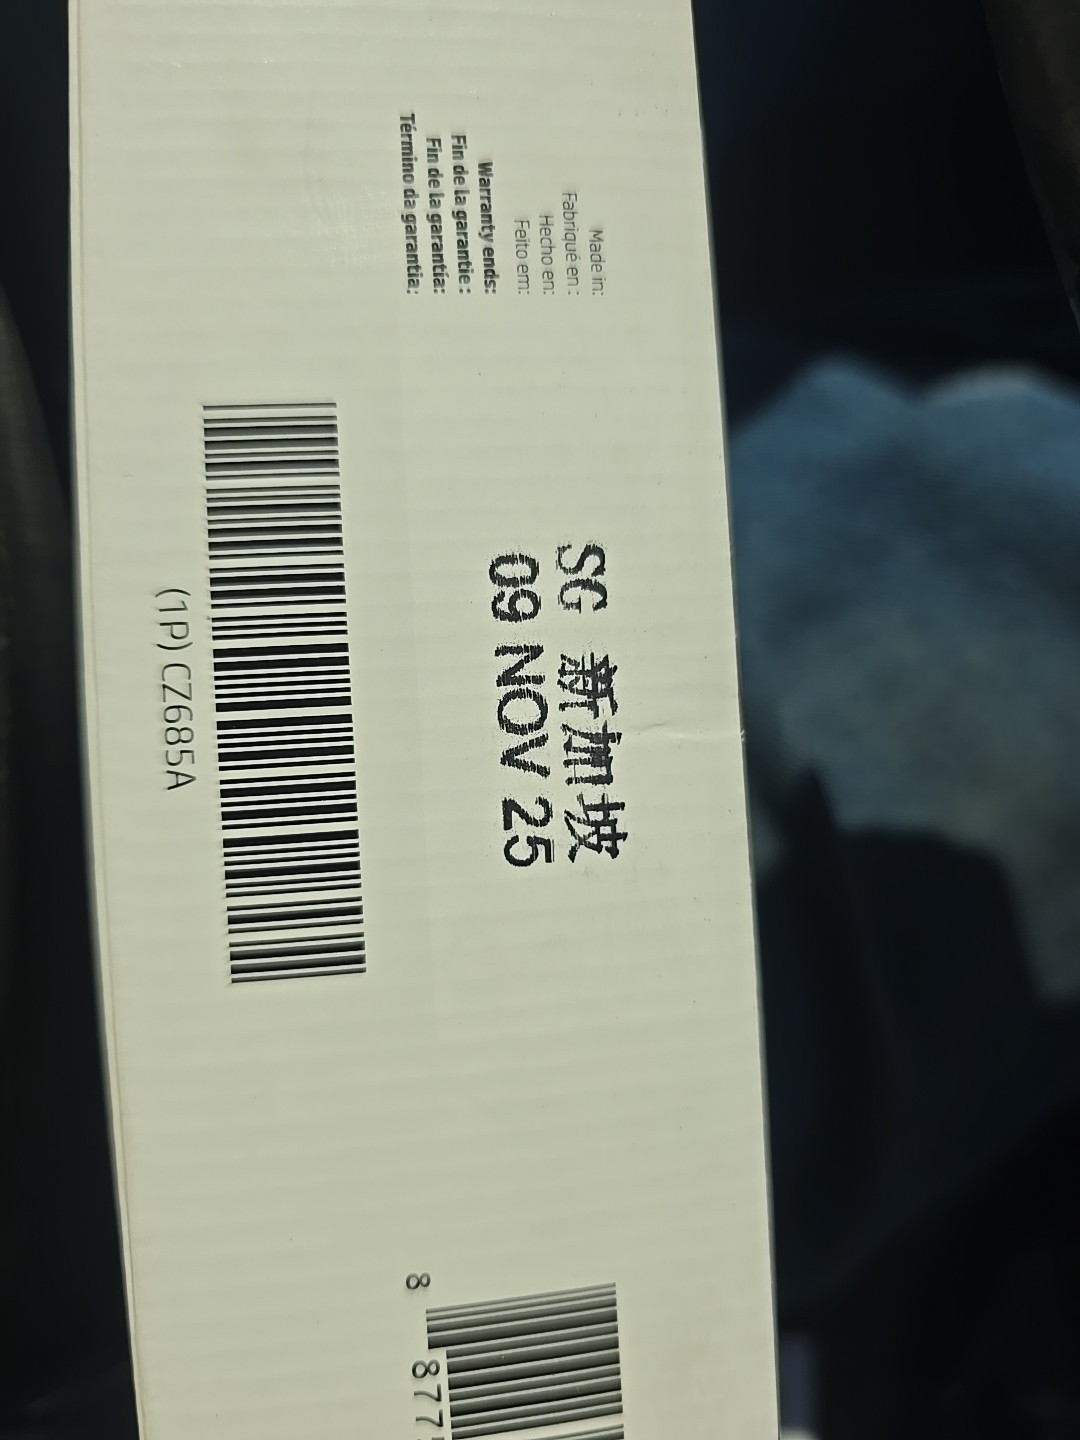 Made in:
Fabriqué en :
Hecho en:
Feito em:
SG 新加坡
Warranty ends:
Fin de la garantie :
Fin de la garantía:
Término da garantia:
09 NOV 25
(1P) CZ685A
8
877